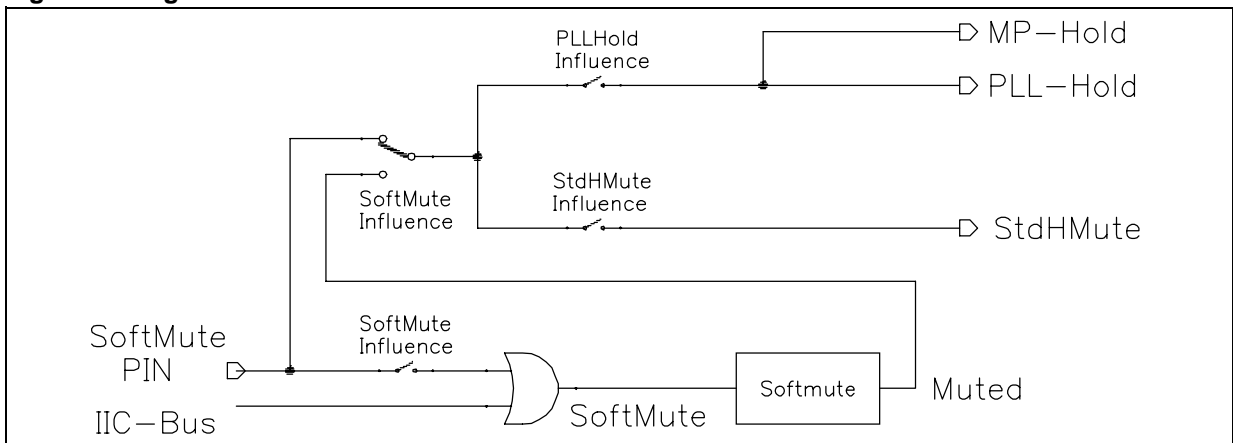 PLLHold
Influence
MP-Hold
PLL-Hold
SoftMute
Influence
StdHMute
Influence
StdHMute
SoftMute
PIN
SoftMute
Influence
Softmute
Muted
SoftMute
IIC-Bus